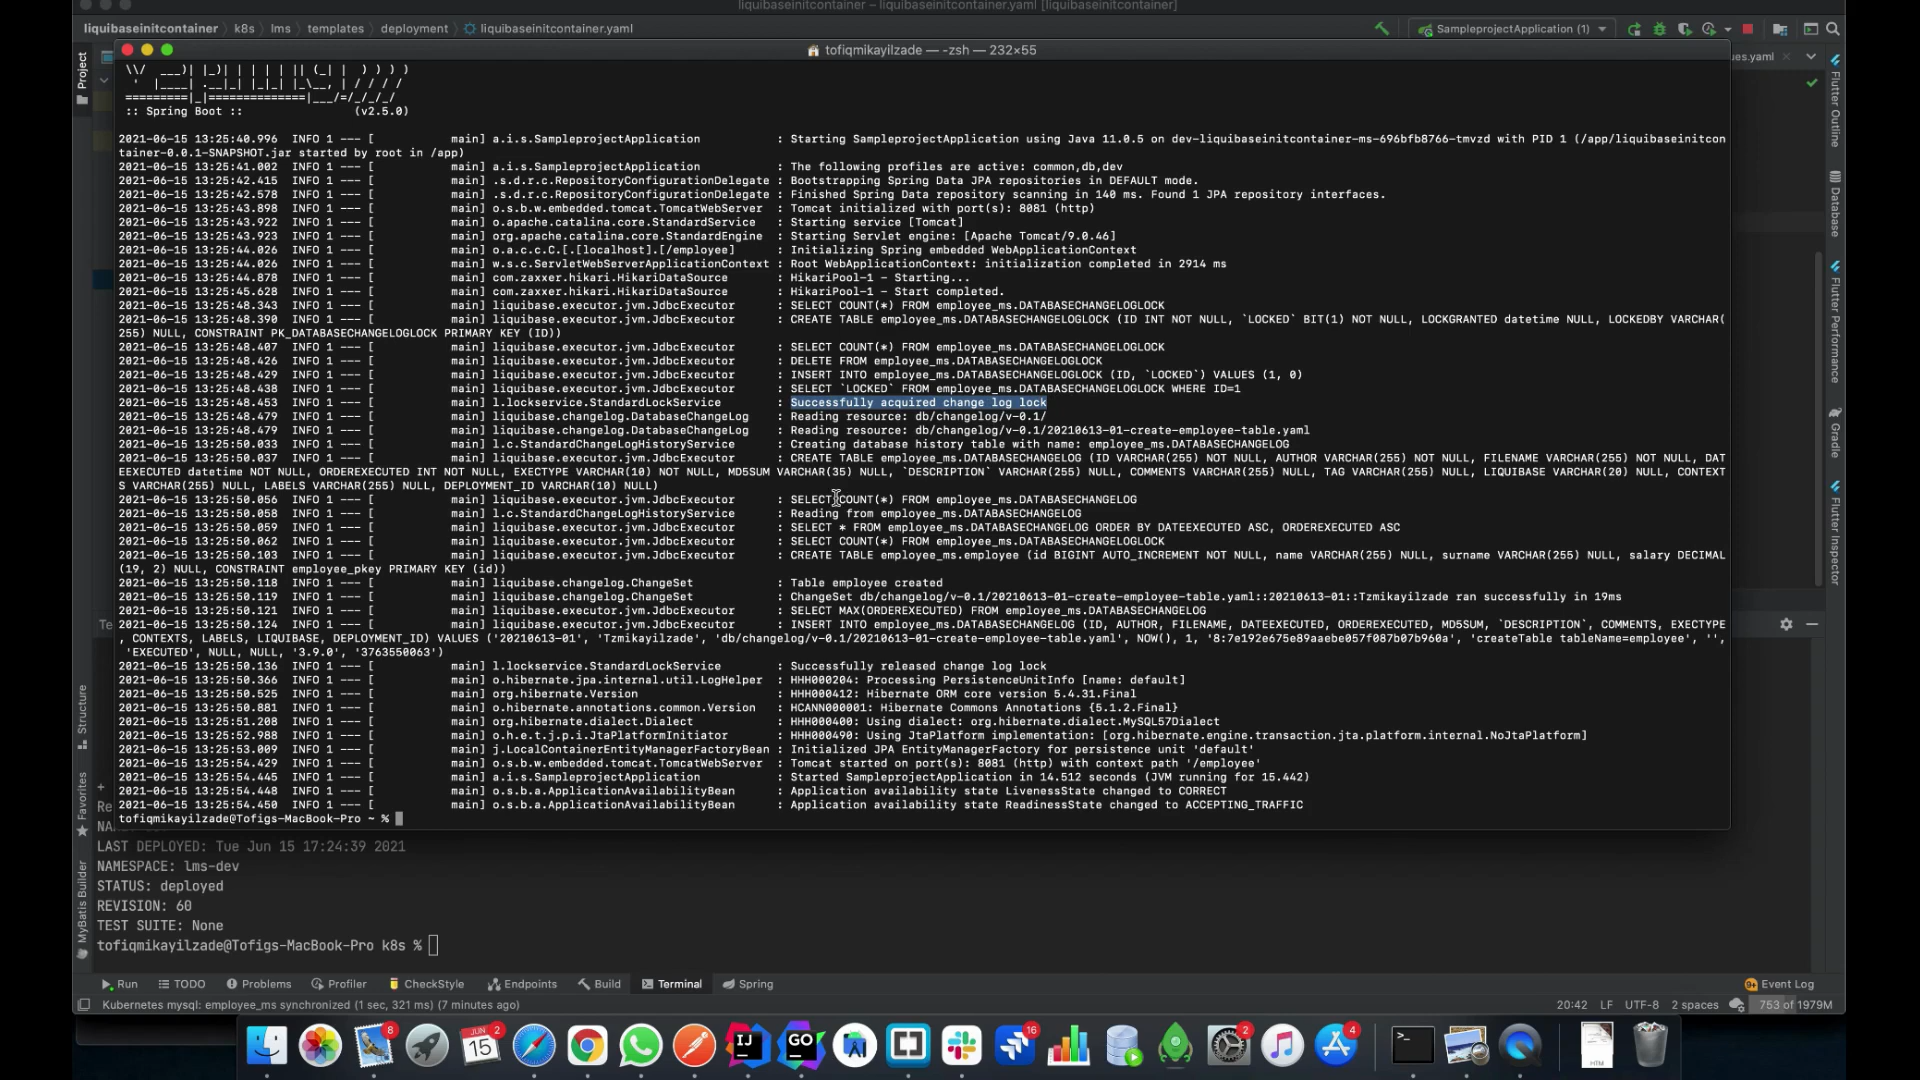 liquibaseinitcontainer – liquibaseinitcontainer.yaml [liquibaseinitcontainer]
liquibaseinitcontainer > k8s > lms > templates > deployment > liquibaseinitcontainer.yaml
SampleprojectApplication (1)
tofiqmikayilzade — -zsh — 232×55
ues.yaml
:: Spring Boot :: (v2.5.0)
2021-06-15 13:25:40.996 INFO 1 --- [ main] a.i.s.SampleprojectApplication : Starting SampleprojectApplication using Java 11.0.5 on dev-liquibaseinitcontainer-ms-696bfb8766-tmvzd with PID 1 (/app/liquibaseinitcon
tainer-0.0.1-SNAPSHOT.jar started by root in /app)
2021-06-15 13:25:41.002 INFO 1 --- [ main] a.i.s.SampleprojectApplication : The following profiles are active: common,db,dev
2021-06-15 13:25:42.415 INFO 1 --- [ main] .s.d.r.c.RepositoryConfigurationDelegate : Bootstrapping Spring Data JPA repositories in DEFAULT mode.
2021-06-15 13:25:42.578 INFO 1 --- [ main] .s.d.r.c.RepositoryConfigurationDelegate : Finished Spring Data repository scanning in 140 ms. Found 1 JPA repository interfaces.
2021-06-15 13:25:43.898 INFO 1 --- [ main] o.s.b.w.embedded.tomcat.TomcatWebServer : Tomcat initialized with port(s): 8081 (http)
2021-06-15 13:25:43.922 INFO 1 --- [ main] o.apache.catalina.core.StandardService : Starting service [Tomcat]
2021-06-15 13:25:43.923 INFO 1 --- [ main] org.apache.catalina.core.StandardEngine : Starting Servlet engine: [Apache Tomcat/9.0.46]
2021-06-15 13:25:44.026 INFO 1 --- [ main] o.a.c.c.C.[.[localhost].[/employee] : Initializing Spring embedded WebApplicationContext
2021-06-15 13:25:44.026 INFO 1 --- [ main] w.s.c.ServletWebServerApplicationContext : Root WebApplicationContext: initialization completed in 2914 ms
2021-06-15 13:25:44.878 INFO 1 --- [ main] com.zaxxer.hikari.HikariDataSource : HikariPool-1 - Starting...
2021-06-15 13:25:45.628 INFO 1 --- [ main] com.zaxxer.hikari.HikariDataSource : HikariPool-1 - Start completed.
2021-06-15 13:25:48.343 INFO 1 --- [ main] liquibase.executor.jvm.JdbcExecutor : SELECT COUNT(*) FROM employee_ms.DATABASECHANGELOGLOCK
2021-06-15 13:25:48.390 INFO 1 --- [ main] liquibase.executor.jvm.JdbcExecutor : CREATE TABLE employee_ms.DATABASECHANGELOGLOCK (ID INT NOT NULL, `LOCKED` BIT(1) NOT NULL, LOCKGRANTED datetime NULL, LOCKEDBY VARCHAR(
255) NULL, CONSTRAINT PK_DATABASECHANGELOGLOCK PRIMARY KEY (ID))
2021-06-15 13:25:48.407 INFO 1 --- [ main] liquibase.executor.jvm.JdbcExecutor : SELECT COUNT(*) FROM employee_ms.DATABASECHANGELOGLOCK
2021-06-15 13:25:48.426 INFO 1 --- [ main] liquibase.executor.jvm.JdbcExecutor : DELETE FROM employee_ms.DATABASECHANGELOGLOCK
2021-06-15 13:25:48.429 INFO 1 --- [ main] liquibase.executor.jvm.JdbcExecutor : INSERT INTO employee_ms.DATABASECHANGELOGLOCK (ID, `LOCKED`) VALUES (1, 0)
2021-06-15 13:25:48.438 INFO 1 --- [ main] liquibase.executor.jvm.JdbcExecutor : SELECT `LOCKED` FROM employee_ms.DATABASECHANGELOGLOCK WHERE ID=1
2021-06-15 13:25:48.453 INFO 1 --- [ main] l.lockservice.StandardLockService : Successfully acquired change log lock
2021-06-15 13:25:48.479 INFO 1 --- [ main] liquibase.changelog.DatabaseChangeLog : Reading resource: db/changelog/v-0.1/
2021-06-15 13:25:48.479 INFO 1 --- [ main] liquibase.changelog.DatabaseChangeLog : Reading resource: db/changelog/v-0.1/20210613-01-create-employee-table.yaml
2021-06-15 13:25:50.033 INFO 1 --- [ main] l.c.StandardChangeLogHistoryService : Creating database history table with name: employee_ms.DATABASECHANGELOG
2021-06-15 13:25:50.037 INFO 1 --- [ main] liquibase.executor.jvm.JdbcExecutor : CREATE TABLE employee_ms.DATABASECHANGELOG (ID VARCHAR(255) NOT NULL, AUTHOR VARCHAR(255) NOT NULL, FILENAME VARCHAR(255) NOT NULL, DAT
EEXECUTED datetime NOT NULL, ORDEREXECUTED INT NOT NULL, EXECTYPE VARCHAR(10) NOT NULL, MD5SUM VARCHAR(35) NULL, `DESCRIPTION` VARCHAR(255) NULL, COMMENTS VARCHAR(255) NULL, TAG VARCHAR(255) NULL, LIQUIBASE VARCHAR(20) NULL, CONTEXT
S VARCHAR(255) NULL, LABELS VARCHAR(255) NULL, DEPLOYMENT_ID VARCHAR(10) NULL)
2021-06-15 13:25:50.056 INFO 1 --- [ main] liquibase.executor.jvm.JdbcExecutor : SELECT COUNT(*) FROM employee_ms.DATABASECHANGELOG
2021-06-15 13:25:50.058 INFO 1 --- [ main] l.c.StandardChangeLogHistoryService : Reading from employee_ms.DATABASECHANGELOG
2021-06-15 13:25:50.059 INFO 1 --- [ main] liquibase.executor.jvm.JdbcExecutor : SELECT * FROM employee_ms.DATABASECHANGELOG ORDER BY DATEEXECUTED ASC, ORDEREXECUTED ASC
2021-06-15 13:25:50.062 INFO 1 --- [ main] liquibase.executor.jvm.JdbcExecutor : SELECT COUNT(*) FROM employee_ms.DATABASECHANGELOGLOCK
2021-06-15 13:25:50.103 INFO 1 --- [ main] liquibase.executor.jvm.JdbcExecutor : CREATE TABLE employee_ms.employee (id BIGINT AUTO_INCREMENT NOT NULL, name VARCHAR(255) NULL, surname VARCHAR(255) NULL, salary DECIMAL
(19, 2) NULL, CONSTRAINT employee_pkey PRIMARY KEY (id))
2021-06-15 13:25:50.118 INFO 1 --- [ main] liquibase.changelog.ChangeSet : Table employee created
2021-06-15 13:25:50.119 INFO 1 --- [ main] liquibase.changelog.ChangeSet : ChangeSet db/changelog/v-0.1/20210613-01-create-employee-table.yaml::20210613-01::Tzmikayilzade ran successfully in 19ms
2021-06-15 13:25:50.121 INFO 1 --- [ main] liquibase.executor.jvm.JdbcExecutor : SELECT MAX(ORDEREXECUTED) FROM employee_ms.DATABASECHANGELOG
2021-06-15 13:25:50.124 INFO 1 --- [ main] liquibase.executor.jvm.JdbcExecutor : INSERT INTO employee_ms.DATABASECHANGELOG (ID, AUTHOR, FILENAME, DATEEXECUTED, ORDEREXECUTED, MD5SUM, `DESCRIPTION`, COMMENTS, EXECTYPE
, CONTEXTS, LABELS, LIQUIBASE, DEPLOYMENT_ID) VALUES ('20210613-01', 'Tzmikayilzade', 'db/changelog/v-0.1/20210613-01-create-employee-table.yaml', NOW(), 1, '8:7e192e675e89aaebe057f087b07b960a', 'createTable tableName=employee', '',
'EXECUTED', NULL, NULL, '3.9.0', '3763550063')
2021-06-15 13:25:50.136 INFO 1 --- [ main] l.lockservice.StandardLockService : Successfully released change log lock
2021-06-15 13:25:50.366 INFO 1 --- [ main] o.hibernate.jpa.internal.util.LogHelper : HHH000204: Processing PersistenceUnitInfo [name: default]
2021-06-15 13:25:50.525 INFO 1 --- [ main] org.hibernate.Version : HHH000412: Hibernate ORM core version 5.4.31.Final
2021-06-15 13:25:50.881 INFO 1 --- [ main] o.hibernate.annotations.common.Version : HCANN000001: Hibernate Commons Annotations {5.1.2.Final}
2021-06-15 13:25:51.208 INFO 1 --- [ main] org.hibernate.dialect.Dialect : HHH000400: Using dialect: org.hibernate.dialect.MySQL57Dialect
2021-06-15 13:25:52.988 INFO 1 --- [ main] o.h.e.t.j.p.i.JtaPlatformInitiator : HHH000490: Using JtaPlatform implementation: [org.hibernate.engine.transaction.jta.platform.internal.NoJtaPlatform]
2021-06-15 13:25:53.009 INFO 1 --- [ main] j.LocalContainerEntityManagerFactoryBean : Initialized JPA EntityManagerFactory for persistence unit 'default'
2021-06-15 13:25:54.429 INFO 1 --- [ main] o.s.b.w.embedded.tomcat.TomcatWebServer : Tomcat started on port(s): 8081 (http) with context path '/employee'
2021-06-15 13:25:54.445 INFO 1 --- [ main] a.i.s.SampleprojectApplication : Started SampleprojectApplication in 14.512 seconds (JVM running for 15.442)
2021-06-15 13:25:54.448 INFO 1 --- [ main] o.s.b.a.ApplicationAvailabilityBean : Application availability state LivenessState changed to CORRECT
2021-06-15 13:25:54.450 INFO 1 --- [ main] o.s.b.a.ApplicationAvailabilityBean : Application availability state ReadinessState changed to ACCEPTING_TRAFFIC
tofiqmikayilzade@Tofigs-MacBook-Pro ~ %
Project
Structure
Favorites
MyBatis Builder
Flutter Outline
Database
Flutter Performance
Gradle
Flutter Inspector
Te
Re
NA
LAST DEPLOYED: Tue Jun 15 17:24:39 2021
NAMESPACE: lms-dev
STATUS: deployed
REVISION: 60
TEST SUITE: None
tofiqmikayilzade@Tofigs-MacBook-Pro k8s %
Run TODO Problems Profiler CheckStyle Endpoints Build Terminal Spring Event Log
Kubernetes mysql: employee_ms synchronized (1 sec, 321 ms) (7 minutes ago) 20:42 LF UTF-8 2 spaces 753 of 1979M
8 JUN 15 2 IJ GO 16 2 4